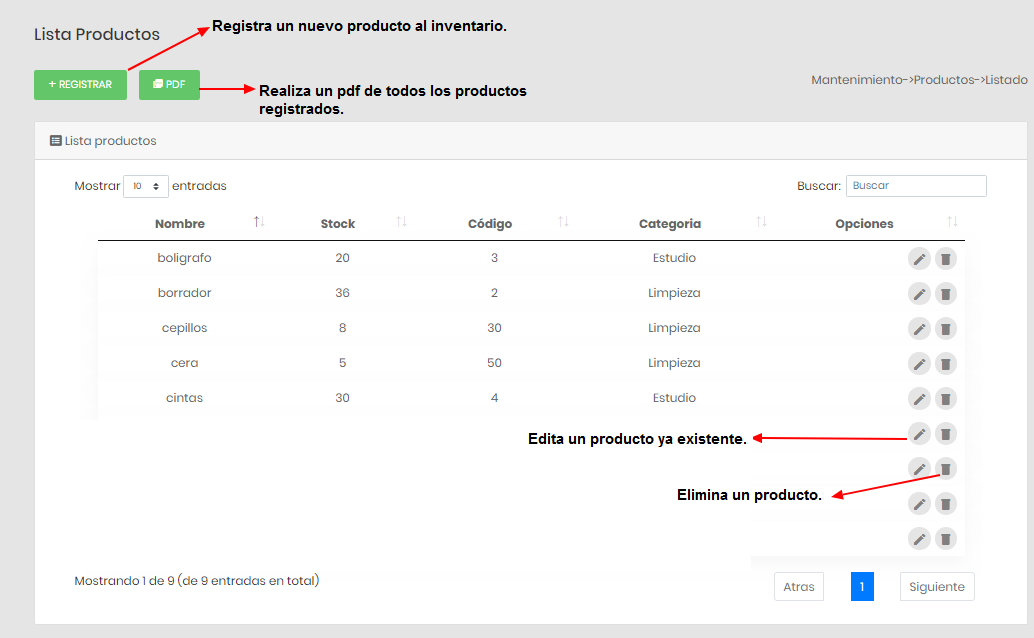 Registra un nuevo producto al inventario.
Lista Productos
+ REGISTRAR
PDF
Mantenimiento->Productos->Listado
Realiza un pdf de todos los productos
registrados.
Lista productos
Mostrar 10 entradas
Buscar: Buscar
Nombre Stock Código Categoria Opciones
boligrafo 20 3 Estudio
borrador 36 2 Limpieza
cepillos 8 30 Limpieza
cera 5 50 Limpieza
cintas 30 4 Estudio
Edita un producto ya existente.
Elimina un producto.
Mostrando 1 de 9 (de 9 entradas en total)
Atras 1 Siguiente